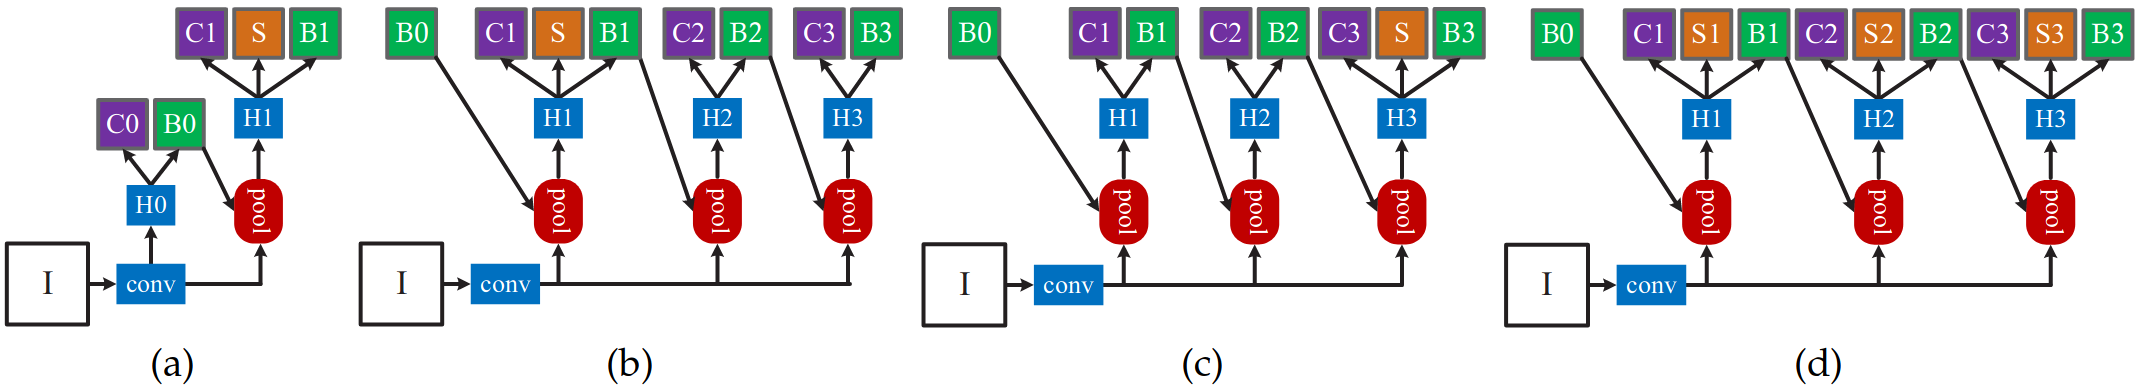 C1 S B1
C0 B0
H1
H0
pool
I
conv
(a)
B0 C1 S B1 C2 B2 C3 B3
H1 H2 H3
pool pool pool
I
conv
(b)
B0 C1 B1 C2 B2 C3 S B3
H1 H2 H3
pool pool pool
I
conv
(c)
B0 C1 S1 B1 C2 S2 B2 C3 S3 B3
H1 H2 H3
pool pool pool
I
conv
(d)